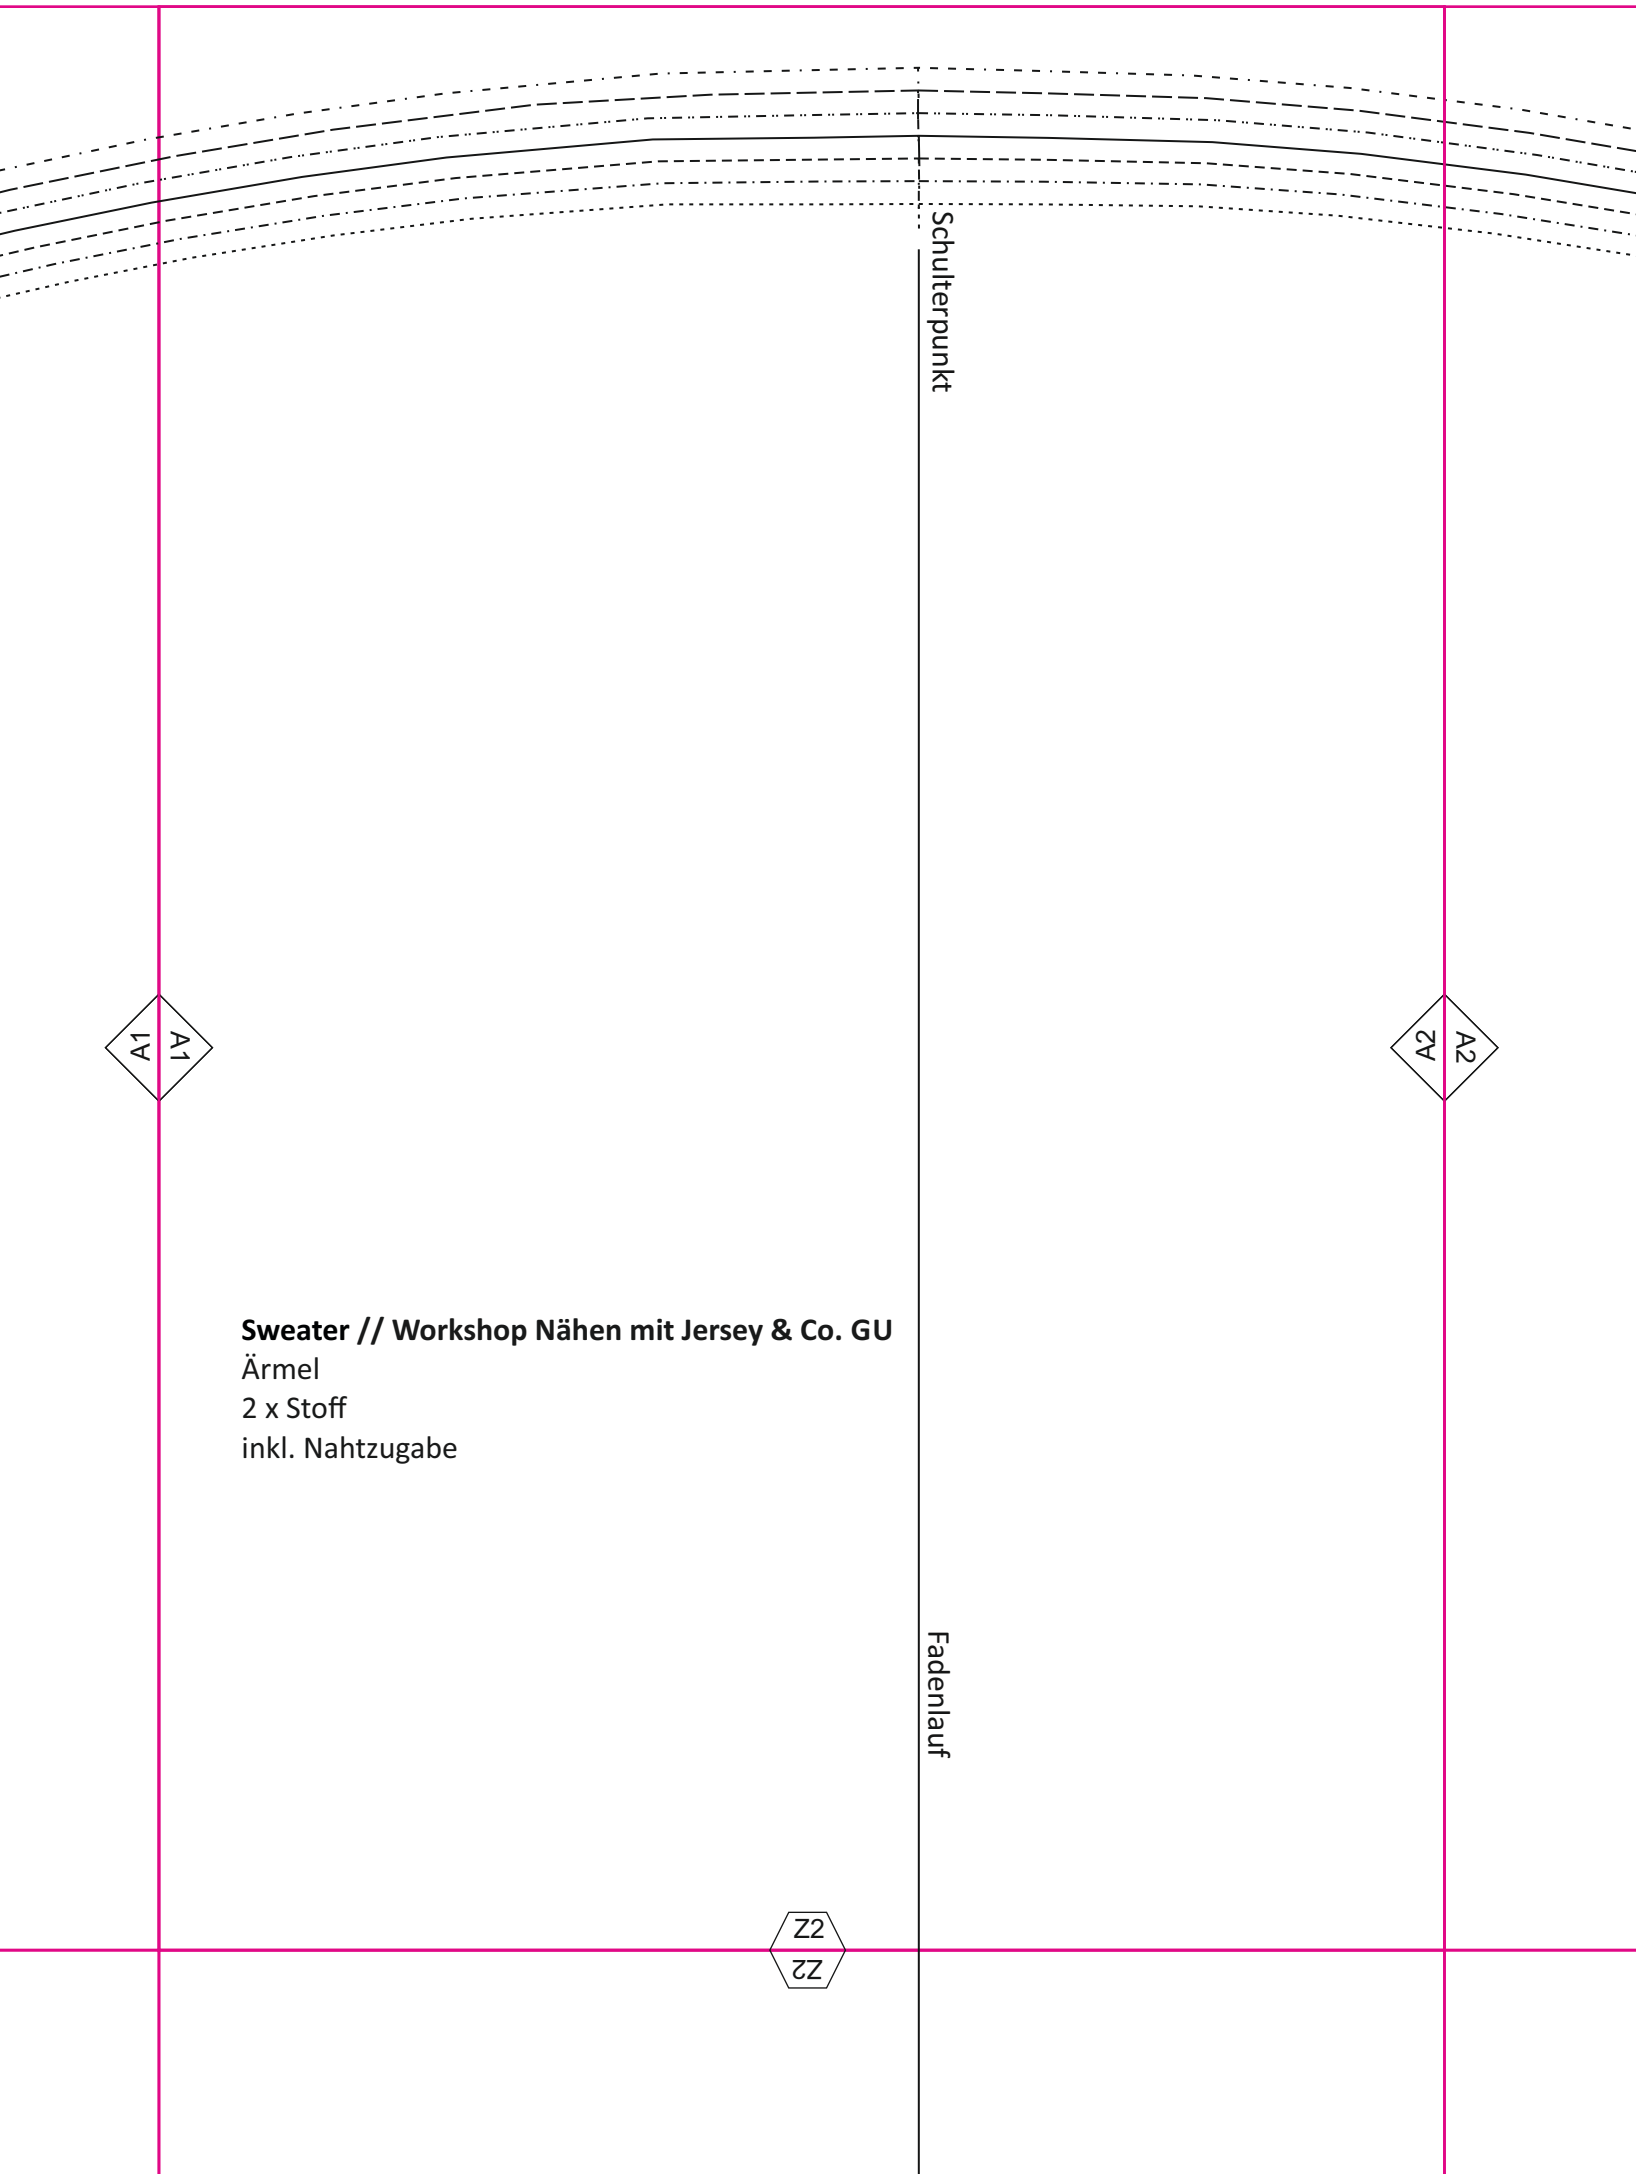 Schulterpunkt
A1
A1
A2
A2
Sweater // Workshop Nähen mit Jersey & Co. GU
Ärmel
2 x Stoff
inkl. Nahtzugabe
Fadenlauf
Z2
Z2